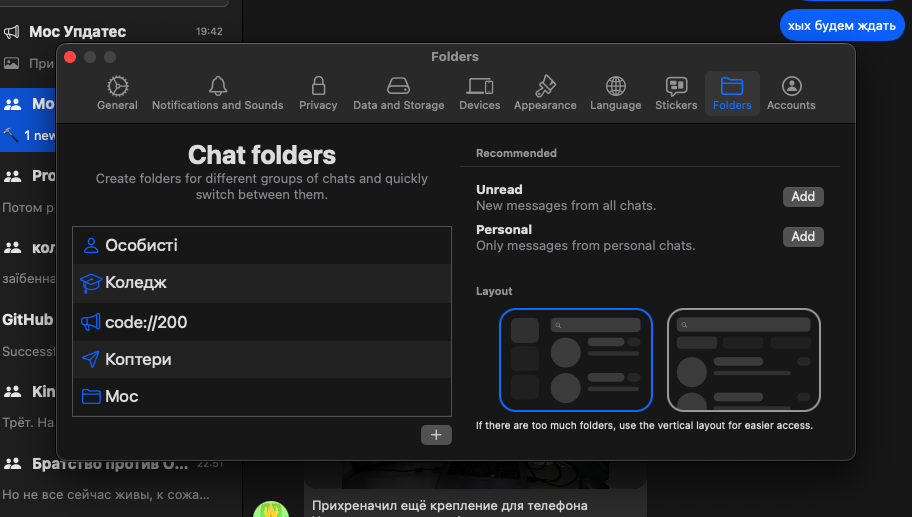 Мос Упдатес
19:42
При
хых будем ждать
Folders
General
Notifications and Sounds
Privacy
Data and Storage
Devices
Appearance
Language
Stickers
Folders
Accounts
Мо
1 new
Pro
Потом р
кол
заїбенна
GitHub
Successf
Kin
Трёт. На
Братство против О...
22:51
Но не все сейчас живы, к сожа...
Chat folders
Create folders for different groups of chats and quickly
switch between them.
Особисті
Коледж
code://200
Коптери
Мос
+
Recommended
Unread
New messages from all chats.
Add
Personal
Only messages from personal chats.
Add
Layout
If there are too much folders, use the vertical layout for easier access.
Прихреначил ещё крепление для телефона